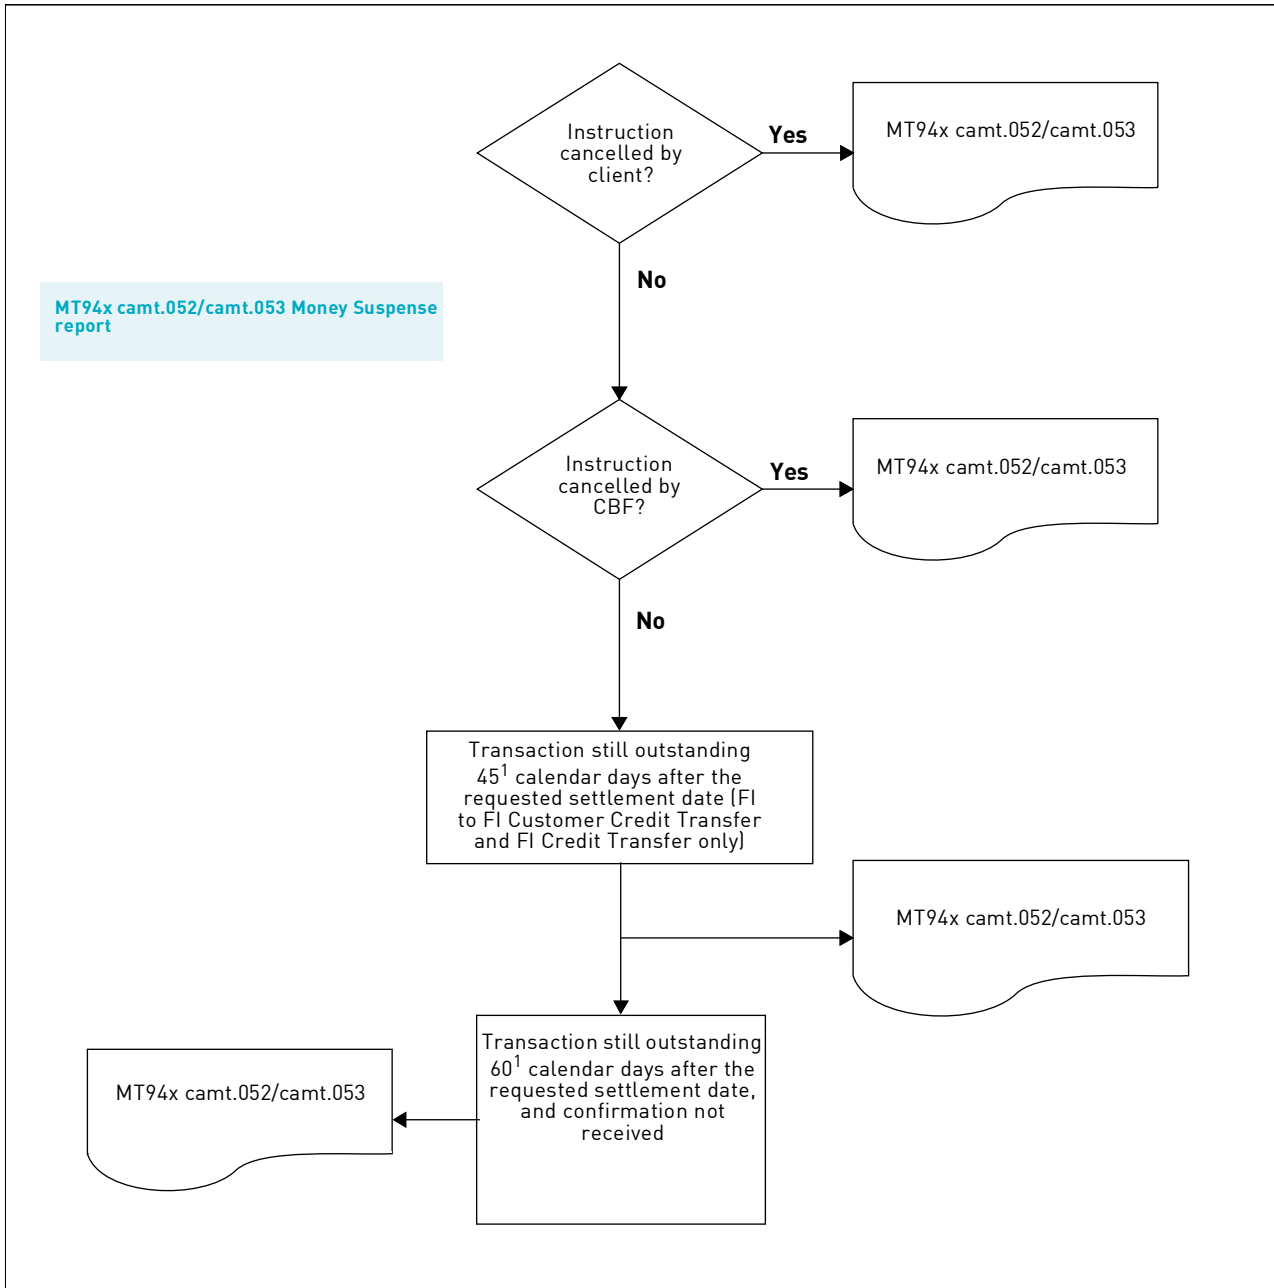 Instruction
cancelled by
client?
Yes
MT94x camt.052/camt.053
No
MT94x camt.052/camt.053 Money Suspense
report
Instruction
cancelled by
CBF?
Yes
MT94x camt.052/camt.053
No
Transaction still outstanding
45¹ calendar days after the
requested settlement date (FI
to FI Customer Credit Transfer
and FI Credit Transfer only)
MT94x camt.052/camt.053
Transaction still outstanding
60¹ calendar days after the
requested settlement date,
and confirmation not
received
MT94x camt.052/camt.053